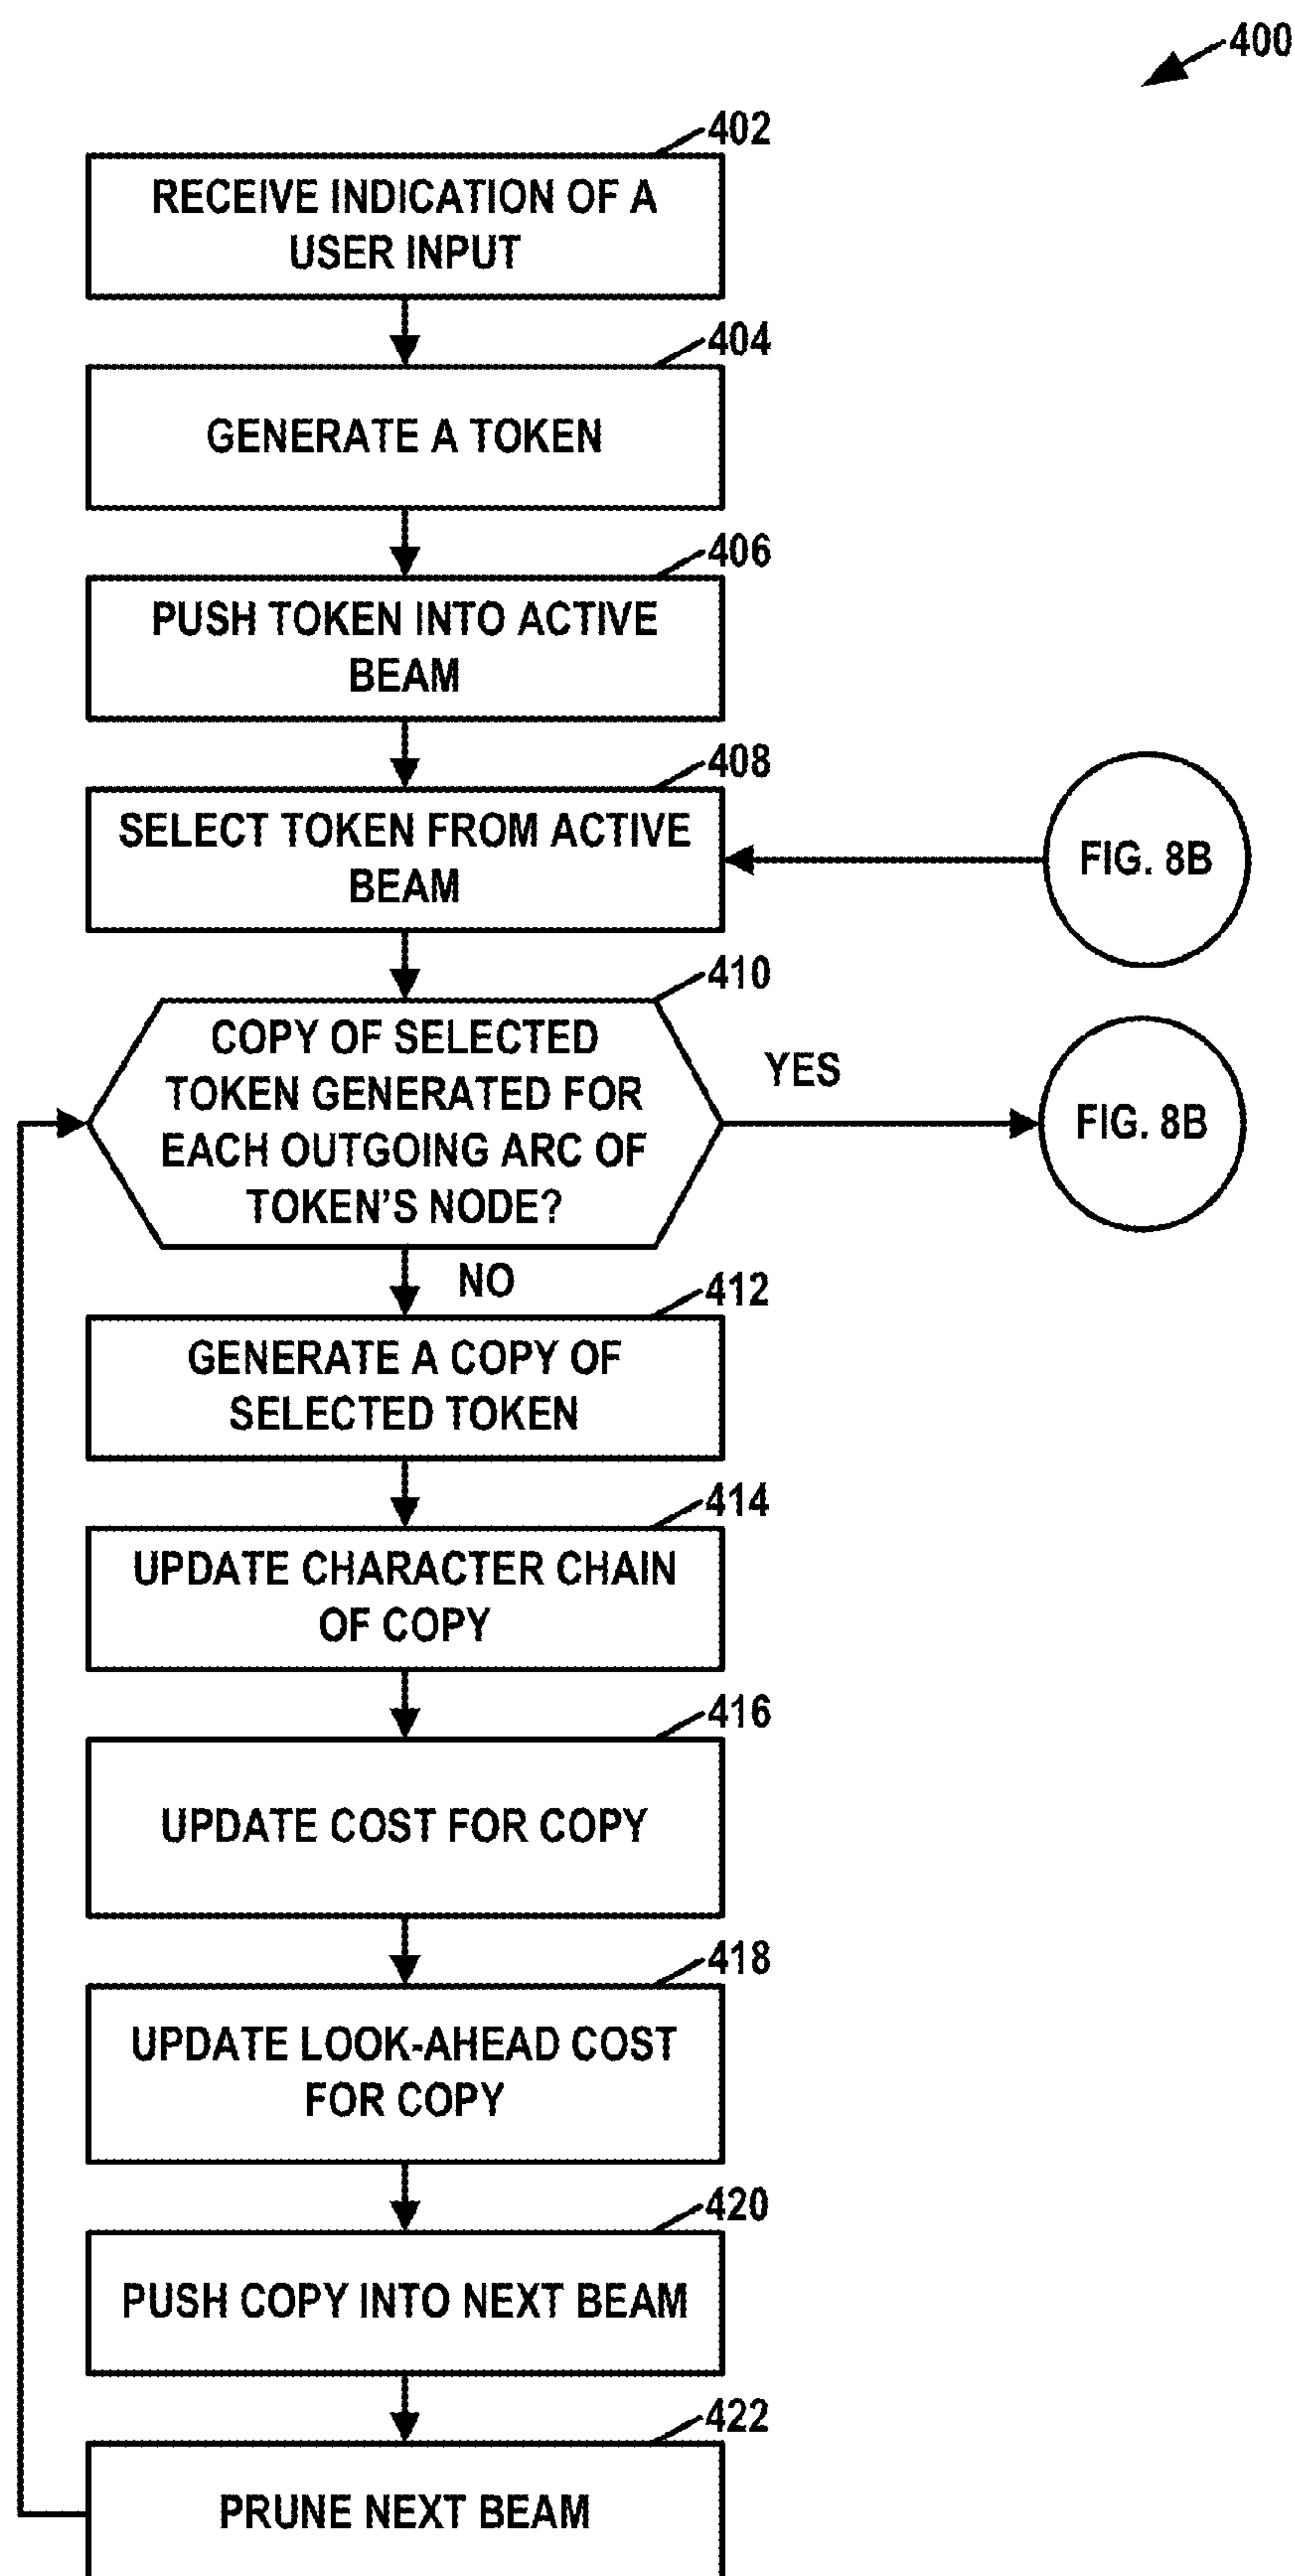 400
402
RECEIVE INDICATION OF A
USER INPUT
404
GENERATE A TOKEN
406
PUSH TOKEN INTO ACTIVE
BEAM
408
SELECT TOKEN FROM ACTIVE
BEAM
FIG. 8B
410
COPY OF SELECTED
TOKEN GENERATED FOR
EACH OUTGOING ARC OF
TOKEN'S NODE?
YES
FIG. 8B
NO
412
GENERATE A COPY OF
SELECTED TOKEN
414
UPDATE CHARACTER CHAIN
OF COPY
416
UPDATE COST FOR COPY
418
UPDATE LOOK-AHEAD COST
FOR COPY
420
PUSH COPY INTO NEXT BEAM
422
PRUNE NEXT BEAM